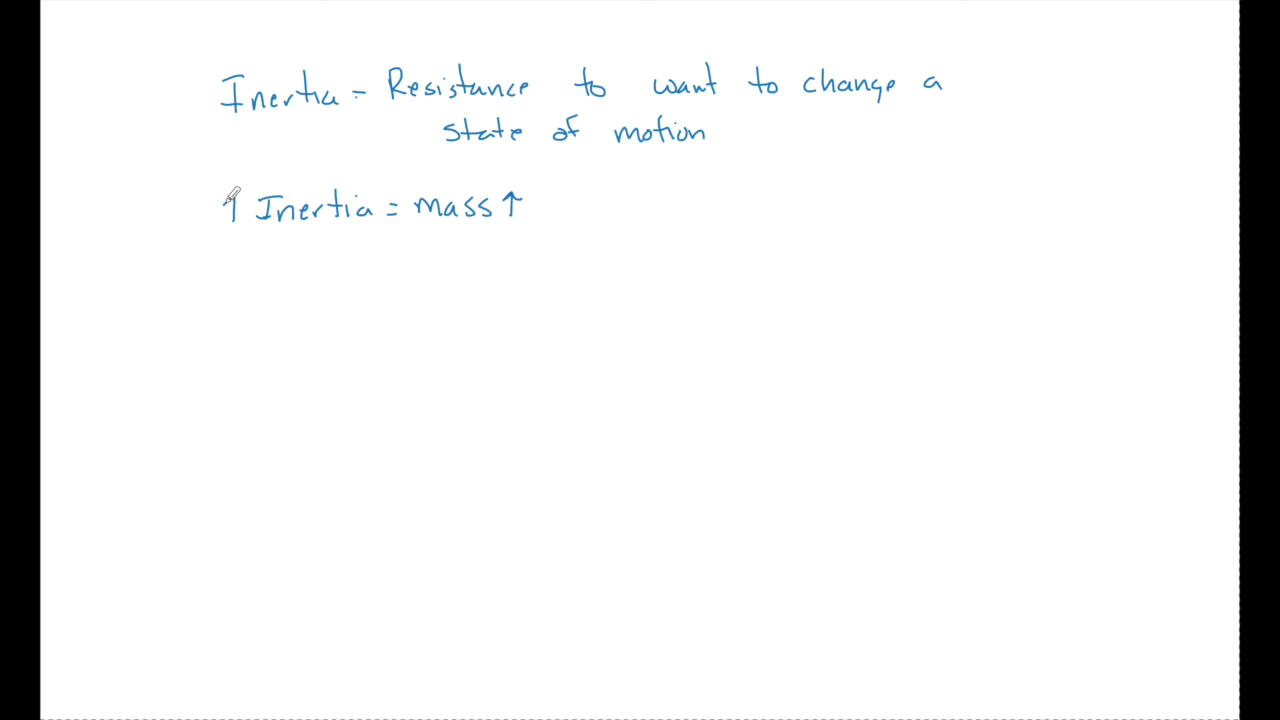 Inertia = Resistance to want to change a
state of motion
↑ Inertia = mass ↑